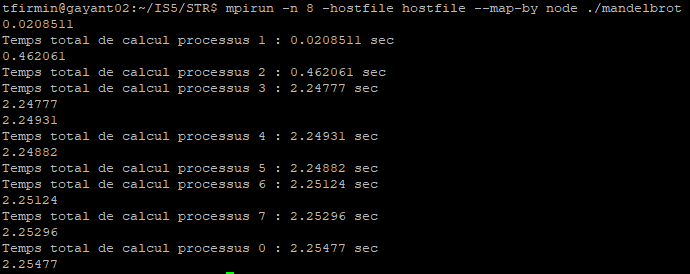 tfirmin@gayant02:~/IS5/STR$ mpirun -n 8 -hostfile hostfile --map-by node ./mandelbrot
0.0208511
Temps total de calcul processus 1 : 0.0208511 sec
0.462061
Temps total de calcul processus 2 : 0.462061 sec
Temps total de calcul processus 3 : 2.24777 sec
2.24777
2.24931
Temps total de calcul processus 4 : 2.24931 sec
2.24882
Temps total de calcul processus 5 : 2.24882 sec
Temps total de calcul processus 6 : 2.25124 sec
2.25124
Temps total de calcul processus 7 : 2.25296 sec
2.25296
Temps total de calcul processus 0 : 2.25477 sec
2.25477